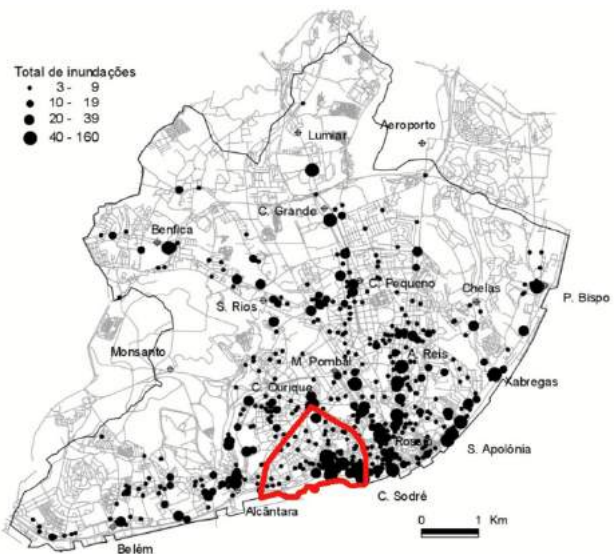 Total de inundações
3 - 9
10 - 19
20 - 39
40 - 160
Aeroporto
Lumiar
C. Grande
Benfica
P. Bispo
C. Pequeno
Chelas
S. Rios
Monsanto
M. Pombal
A. Reis
C. Ourique
Xabregas
Rossio
S. Apolónia
C. Sodré
Alcântara
Belém
0 1 Km